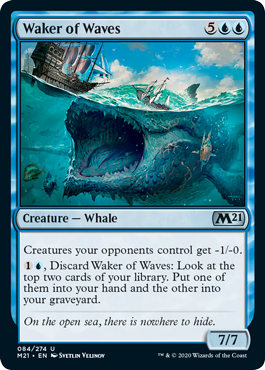 Waker of Waves 5
Creature — Whale M21
Creatures your opponents control get -1/-0.
1, Discard Waker of Waves: Look at the
top two cards of your library. Put one of
them into your hand and the other into
your graveyard.
On the open sea, there is nowhere to hide.
7/7
084/274 U
M21 • EN SVETLIN VELINOV ™ & © 2020 Wizards of the Coast